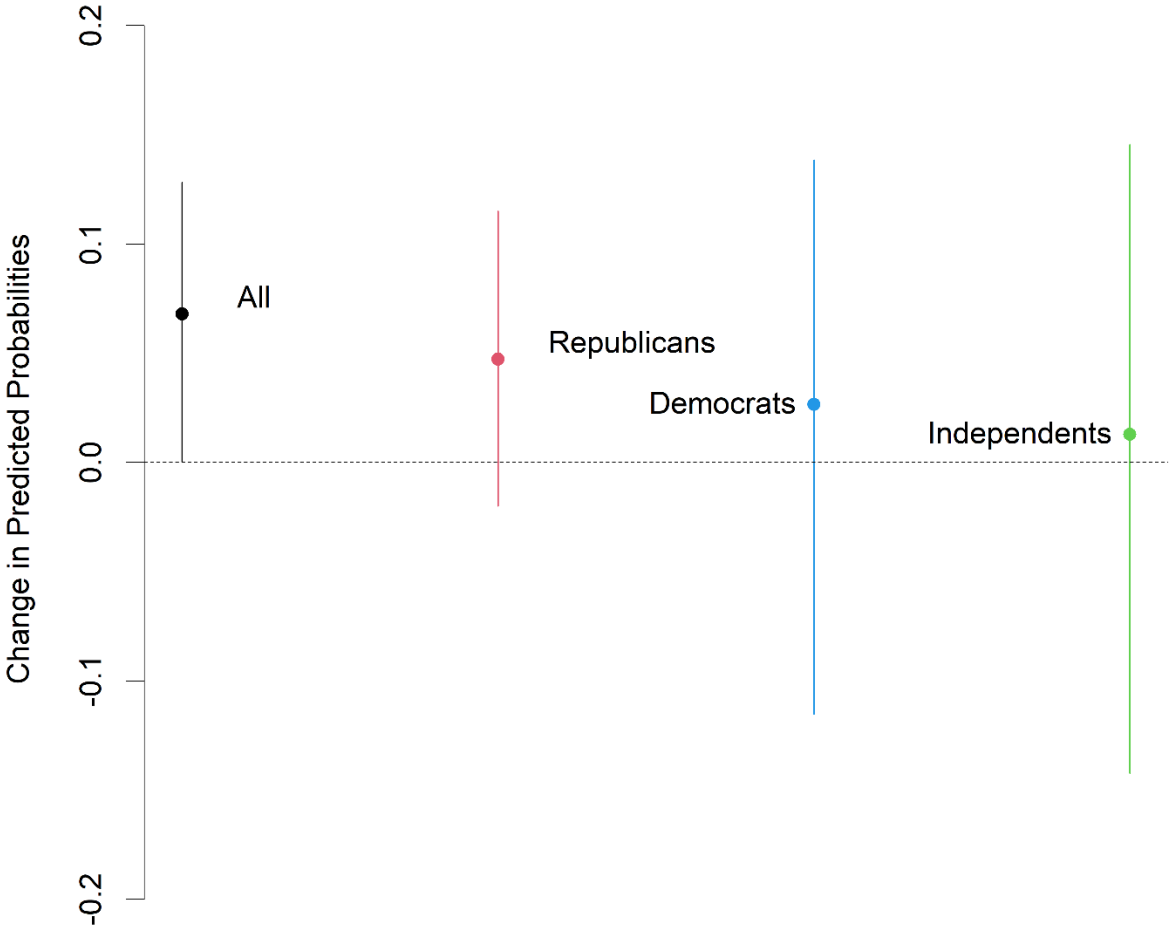 Change in Predicted Probabilities
0.2
0.1
0.0
-0.1
-0.2
All
Republicans
Democrats
Independents